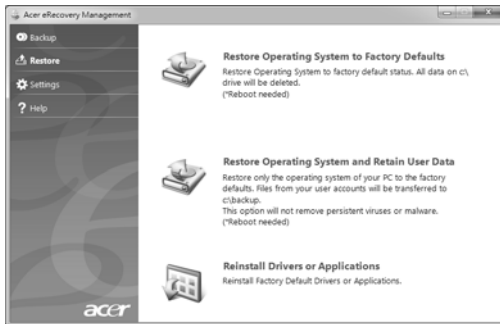 Acer eRecovery Management
Backup
Restore
Settings
Help
Restore Operating System to Factory Defaults
Restore Operating System to factory default status. All data on c:\
drive will be deleted.
(*Reboot needed)
Restore Operating System and Retain User Data
Restore only the operating system of your PC to the factory
defaults. Files from your user accounts will be transferred to
c:\backup.
This option will not remove persistent viruses or malware.
(*Reboot needed)
Reinstall Drivers or Applications
Reinstall Factory Default Drivers or Applications.
acer